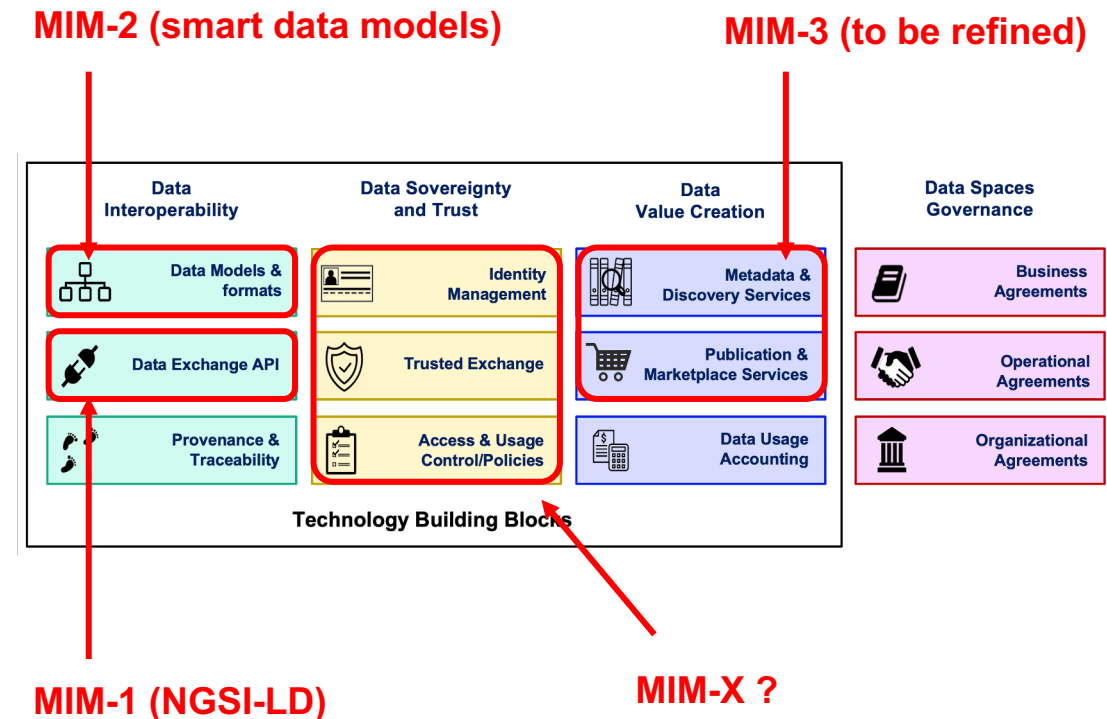 MIM-2 (smart data models)
MIM-3 (to be refined)
Data
Interoperability
Data Sovereignty
and Trust
Data
Value Creation
Data Spaces
Governance
Data Models &
formats
Identity
Management
Metadata &
Discovery Services
Business
Agreements
Data Exchange API
Trusted Exchange
Publication &
Marketplace Services
Operational
Agreements
Provenance &
Traceability
Access & Usage
Control/Policies
Data Usage
Accounting
Organizational
Agreements
Technology Building Blocks
MIM-1 (NGSI-LD)
MIM-X ?